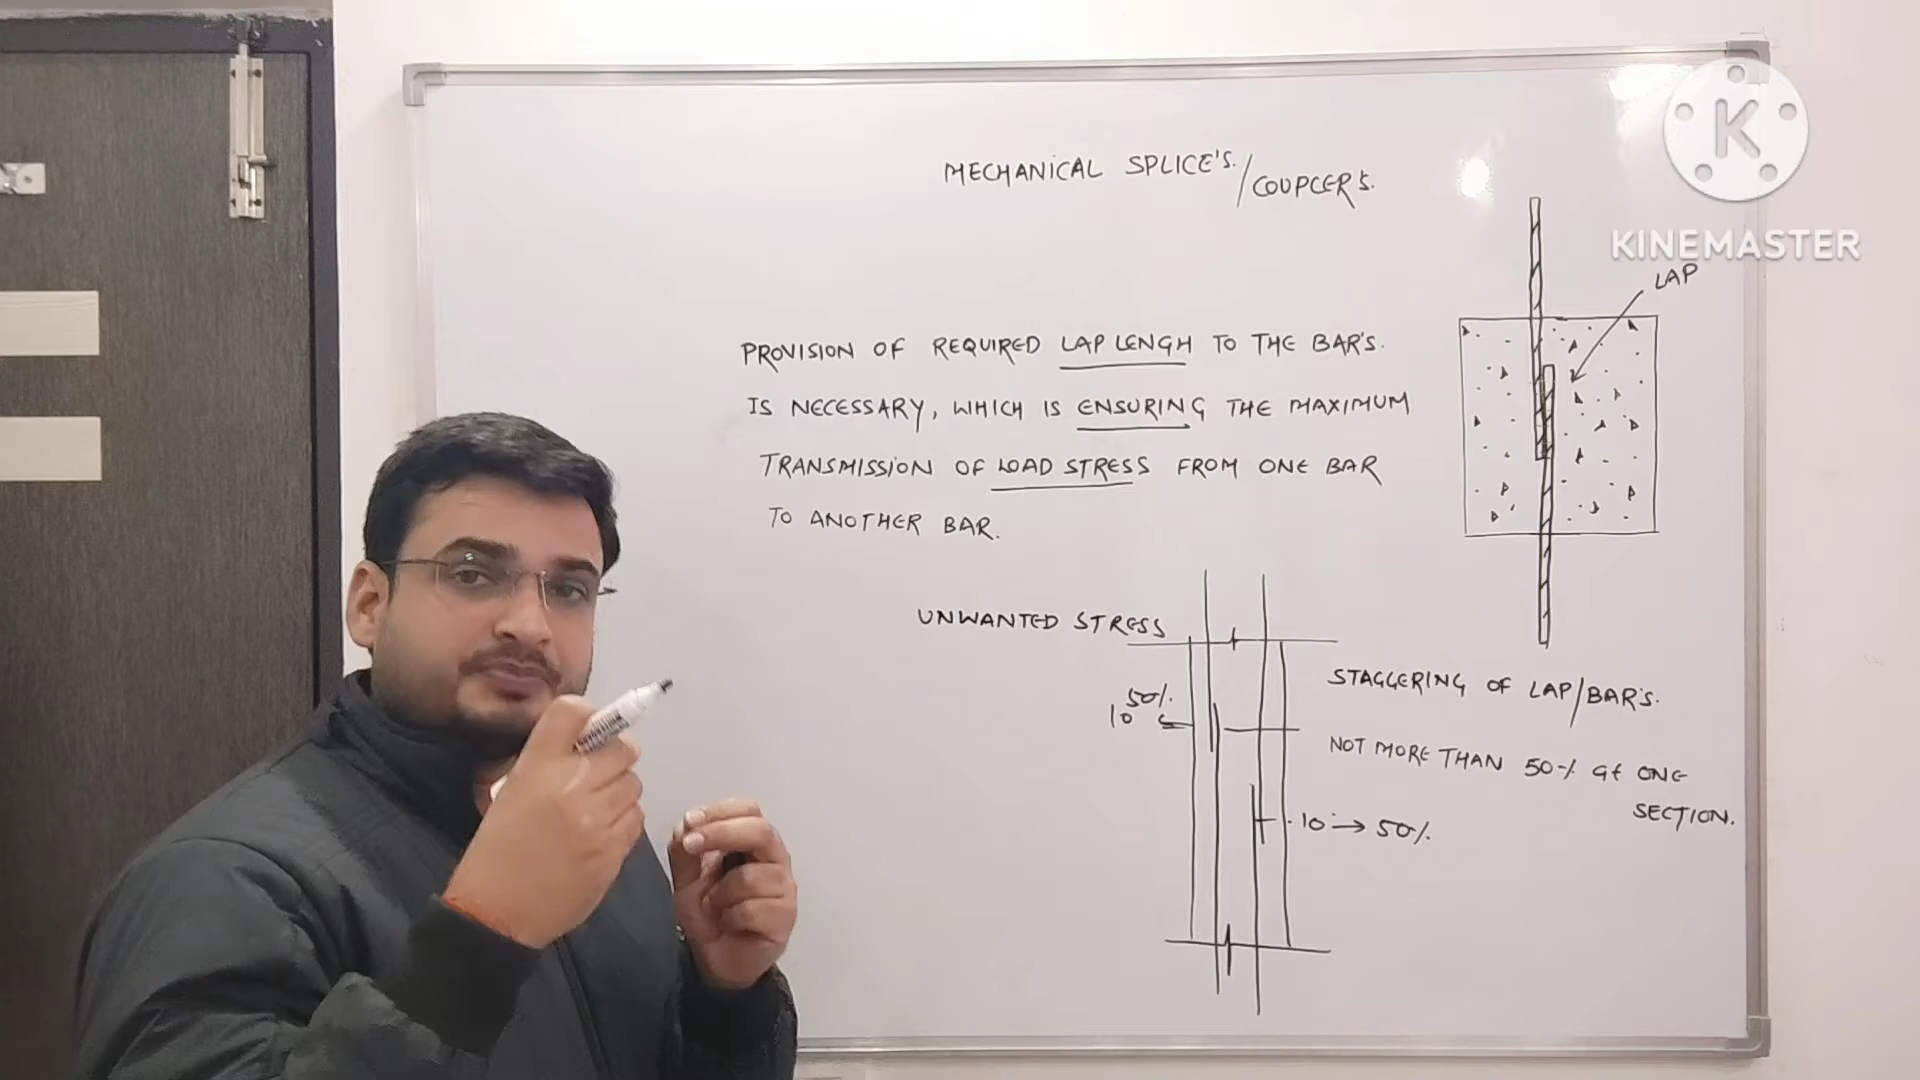 MECHANICAL SPLICE'S. / COUPCER'S.
K
KINEMASTER
LAP
PROVISION OF REQUIRED LAP LENGH TO THE BAR'S.
IS NECESSARY, WHICH IS ENSURING THE MAXIMUM
TRANSMISSION OF LOAD STRESS FROM ONE BAR
TO ANOTHER BAR.
UNWANTED STRESS
50%
10
STAGGERING OF LAP/BAR'S.
NOT MORE THAN 50% at ONE
SECTION.
10 → 50%